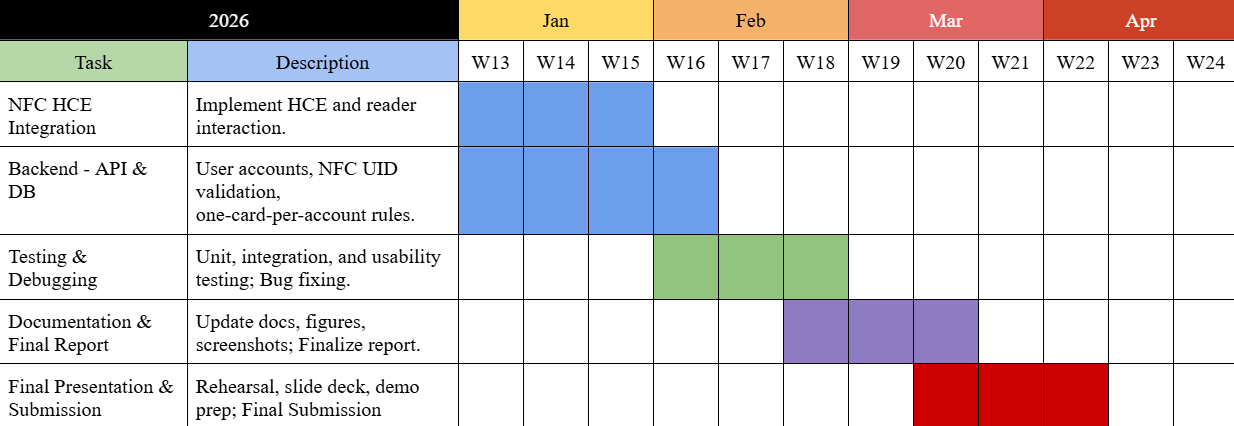 2026 Jan Feb Mar Apr
Task Description W13 W14 W15 W16 W17 W18 W19 W20 W21 W22 W23 W24
NFC HCE
Integration
Implement HCE and reader
interaction.
Backend - API &
DB
User accounts, NFC UID
validation,
one-card-per-account rules.
Testing &
Debugging
Unit, integration, and usability
testing; Bug fixing.
Documentation &
Final Report
Update docs, figures,
screenshots; Finalize report.
Final Presentation &
Submission
Rehearsal, slide deck, demo
prep; Final Submission